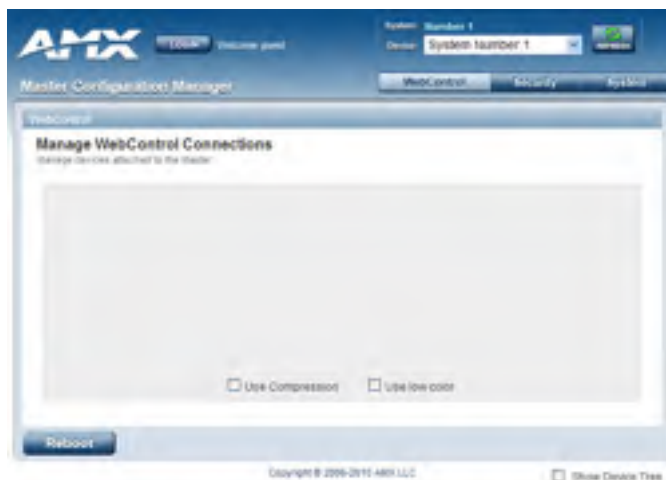 AMX
Login Welcome guest
System: Number 1
Device: System Number 1
Master Configuration Manager
WebControl Security System
WebControl
Manage WebControl Connections
manage devices attached to the master
Use Compression Use low color
Reboot
Copyright © 2006-2010 AMX LLC
Show Device Tree